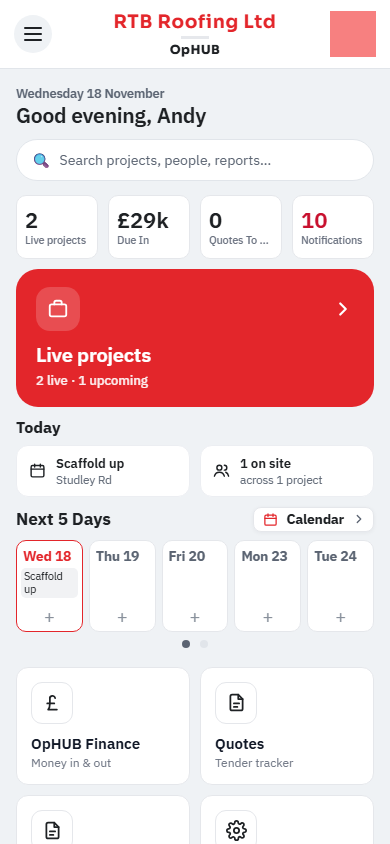 RTB Roofing Ltd
OpHUB
Wednesday 18 November
Good evening, Andy
Search projects, people, reports...
2
Live projects
£29k
Due In
0
Quotes To ...
10
Notifications
Live projects
2 live · 1 upcoming
Today
Scaffold up
Studley Rd
1 on site
across 1 project
Next 5 Days
Calendar
Wed 18
Scaffold
up
+
Thu 19
+
Fri 20
+
Mon 23
+
Tue 24
+
£
OpHUB Finance
Money in & out
Quotes
Tender tracker